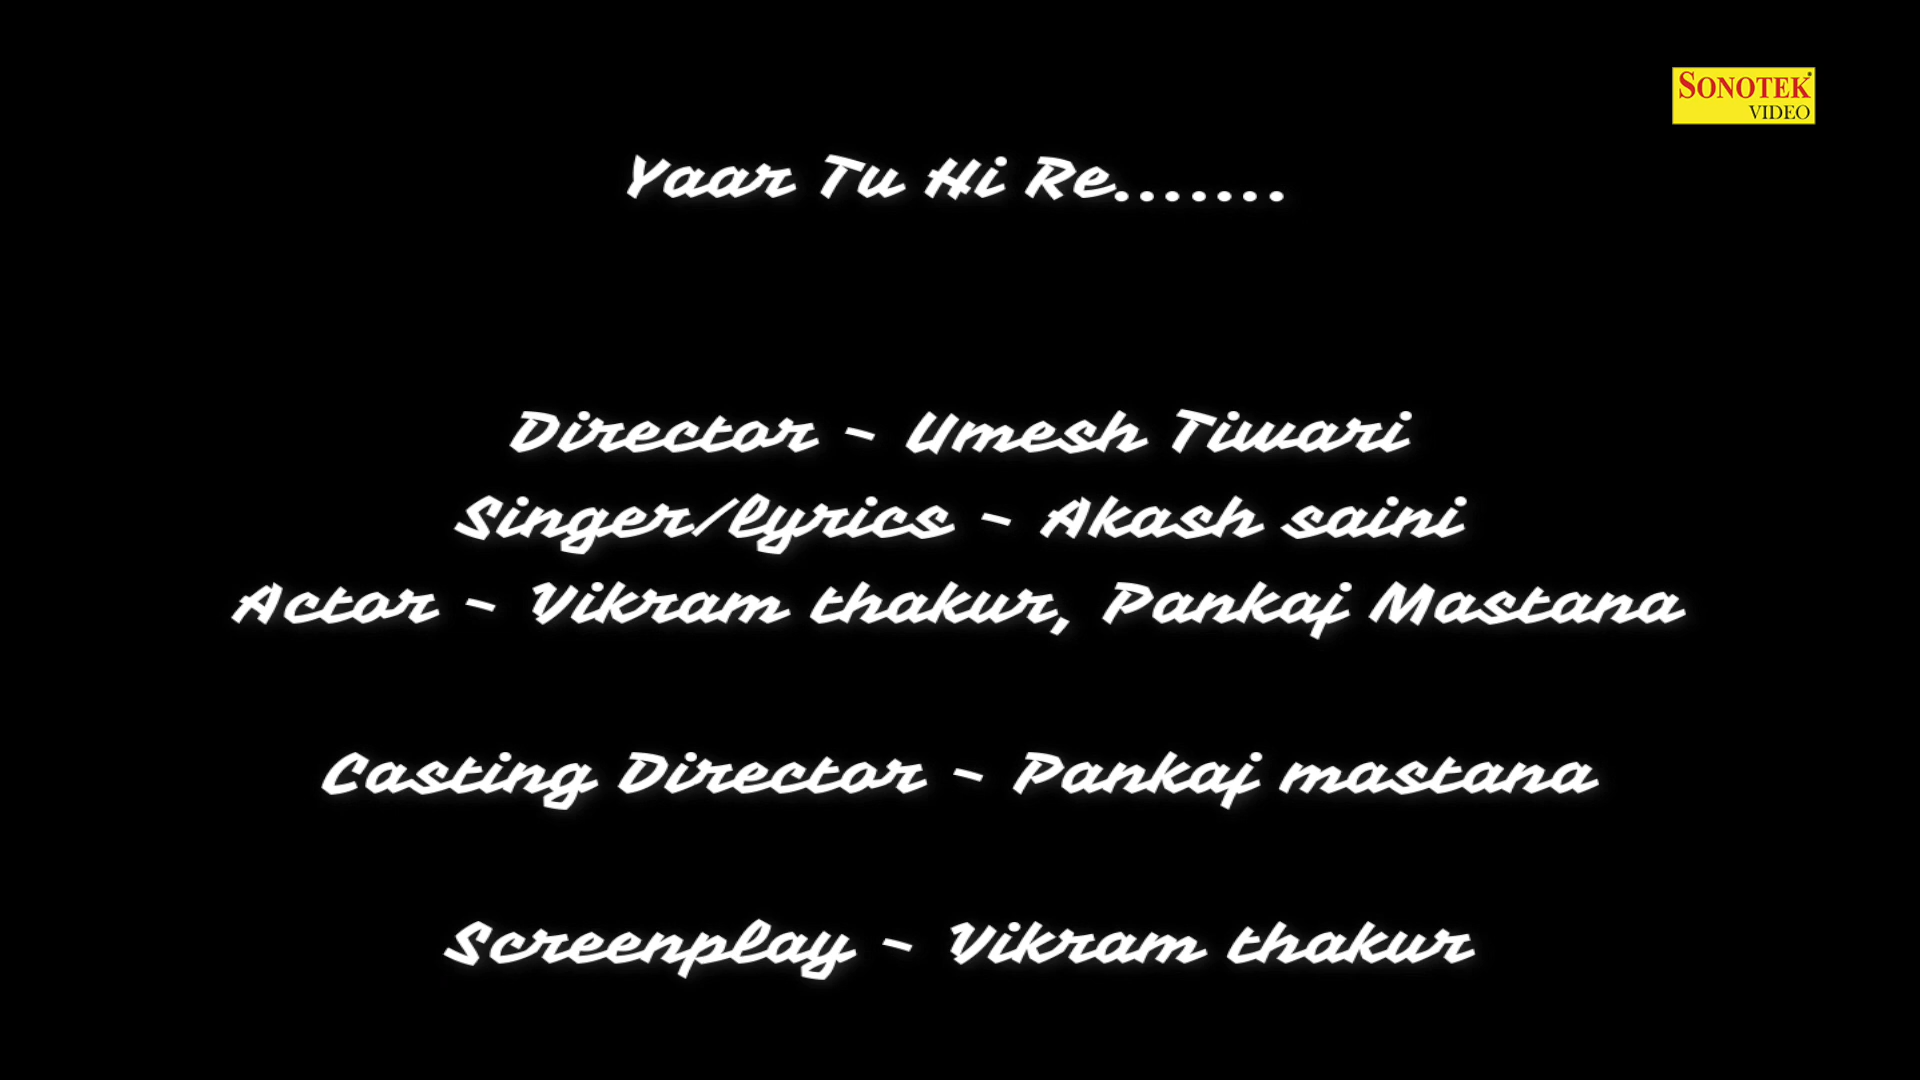 SONOTEK
VIDEO
Yaar Tu Hi Re.......
Director - Umesh Tiwari
Singer/lyrics - Akash saini
Actor - Vikram thakur, Pankaj Mastana
Casting Director - Pankaj mastana
Screenplay - Vikram thakur